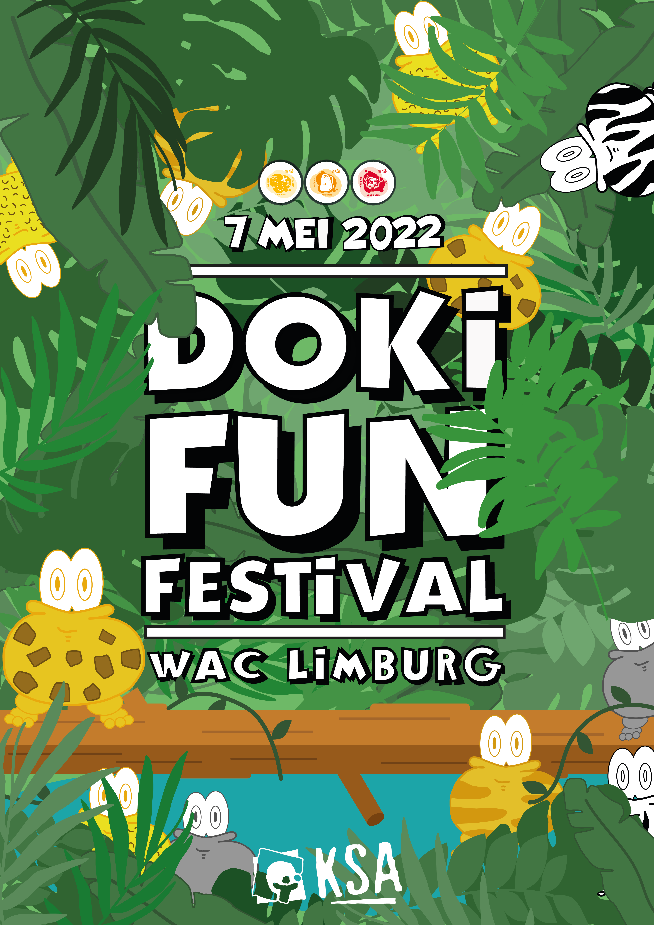 7 MEI 2022
DOKi
FUN
FESTiVAL
WAC LiMBURG
KSA